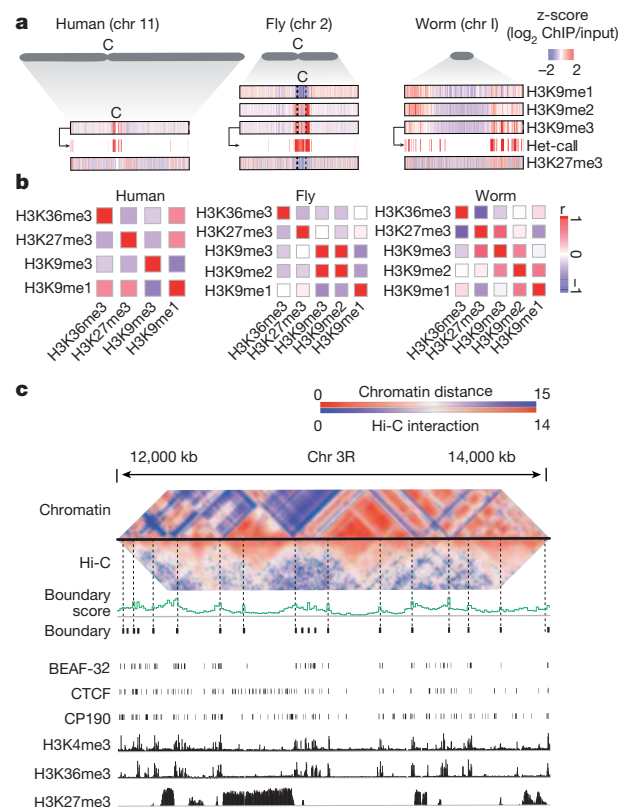 a
Human (chr 11)
Fly (chr 2)
Worm (chr I)
z-score
(log2 ChIP/input)
−2 2
C
C
C
C
H3K9me1
H3K9me2
H3K9me3
Het-call
H3K27me3
b
Human
H3K36me3
H3K27me3
H3K9me3
H3K9me1
H3K36me3
H3K27me3
H3K9me3
H3K9me1
Fly
H3K36me3
H3K27me3
H3K9me3
H3K9me2
H3K9me1
H3K36me3
H3K27me3
H3K9me3
H3K9me2
H3K9me1
Worm
H3K36me3
H3K27me3
H3K9me3
H3K9me2
H3K9me1
H3K36me3
H3K27me3
H3K9me3
H3K9me2
H3K9me1
r
1
−1
c
0 Chromatin distance 15
0 Hi-C interaction 14
12,000 kb Chr 3R 14,000 kb
Chromatin
Hi-C
Boundary
score
Boundary
BEAF-32
CTCF
CP190
H3K4me3
H3K36me3
H3K27me3